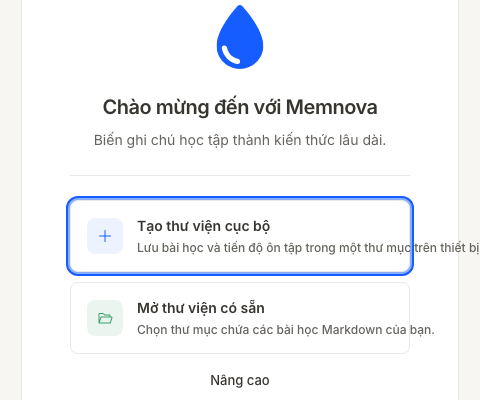 Chào mừng đến với Memnova
Biến ghi chú học tập thành kiến thức lâu dài.
Tạo thư viện cục bộ
Lưu bài học và tiến độ ôn tập trong một thư mục trên thiết bị
Mở thư viện có sẵn
Chọn thư mục chứa các bài học Markdown của bạn.
Nâng cao